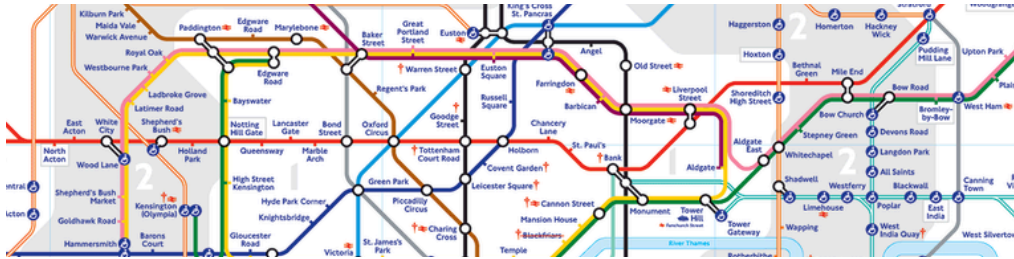 Kilburn Park
Maida Vale
Warwick Avenue
Royal Oak
Westbourne Park
Paddington
Edgware
Road
Marylebone
Edgware
Road
Baker
Street
Great
Portland
Street
Euston
King's Cross
St. Pancras
Warren Street
Euston
Square
Angel
Old Street
Farringdon
Barbican
Moorgate
Liverpool
Street
Haggerston
Hoxton
Shoreditch
High Street
Homerton
Hackney
Wick
Pudding
Mill Lane
Bethnal
Green
Mile End
Bow Road
Bow Church
Bromley-
by-Bow
West Ham
Upton Park
Ladbroke Grove
Latimer Road
Bayswater
Regent's Park
Russell
Square
Goodge
Street
East
Acton
North
Acton
White
City
Shepherd's
Bush
Wood Lane
Holland
Park
Notting
Hill Gate
Queensway
Lancaster
Gate
Marble
Arch
Bond
Street
Oxford
Circus
Tottenham
Court Road
Holborn
Chancery
Lane
St. Paul's
Bank
Aldgate
East
Aldgate
Stepney Green
Whitechapel
Devons Road
Langdon Park
All Saints
2
1
2
2
Shepherd's Bush
Market
Goldhawk Road
Hammersmith
Kensington
(Olympia)
Barons
Court
High Street
Kensington
Gloucester
Road
Hyde Park Corner
Knightsbridge
Green Park
Victoria
St. James's
Park
Piccadilly
Circus
Charing
Cross
Covent Garden
Leicester Square
Cannon Street
Mansion House
Blackfriars
Temple
Monument
Tower
Hill
Fenchurch Street
Tower
Gateway
River Thames
Shadwell
Wapping
Rotherhithe
Limehouse
Westferry
Poplar
Blackwall
East
India
Canning
Town
West
India Quay
West Silvertown